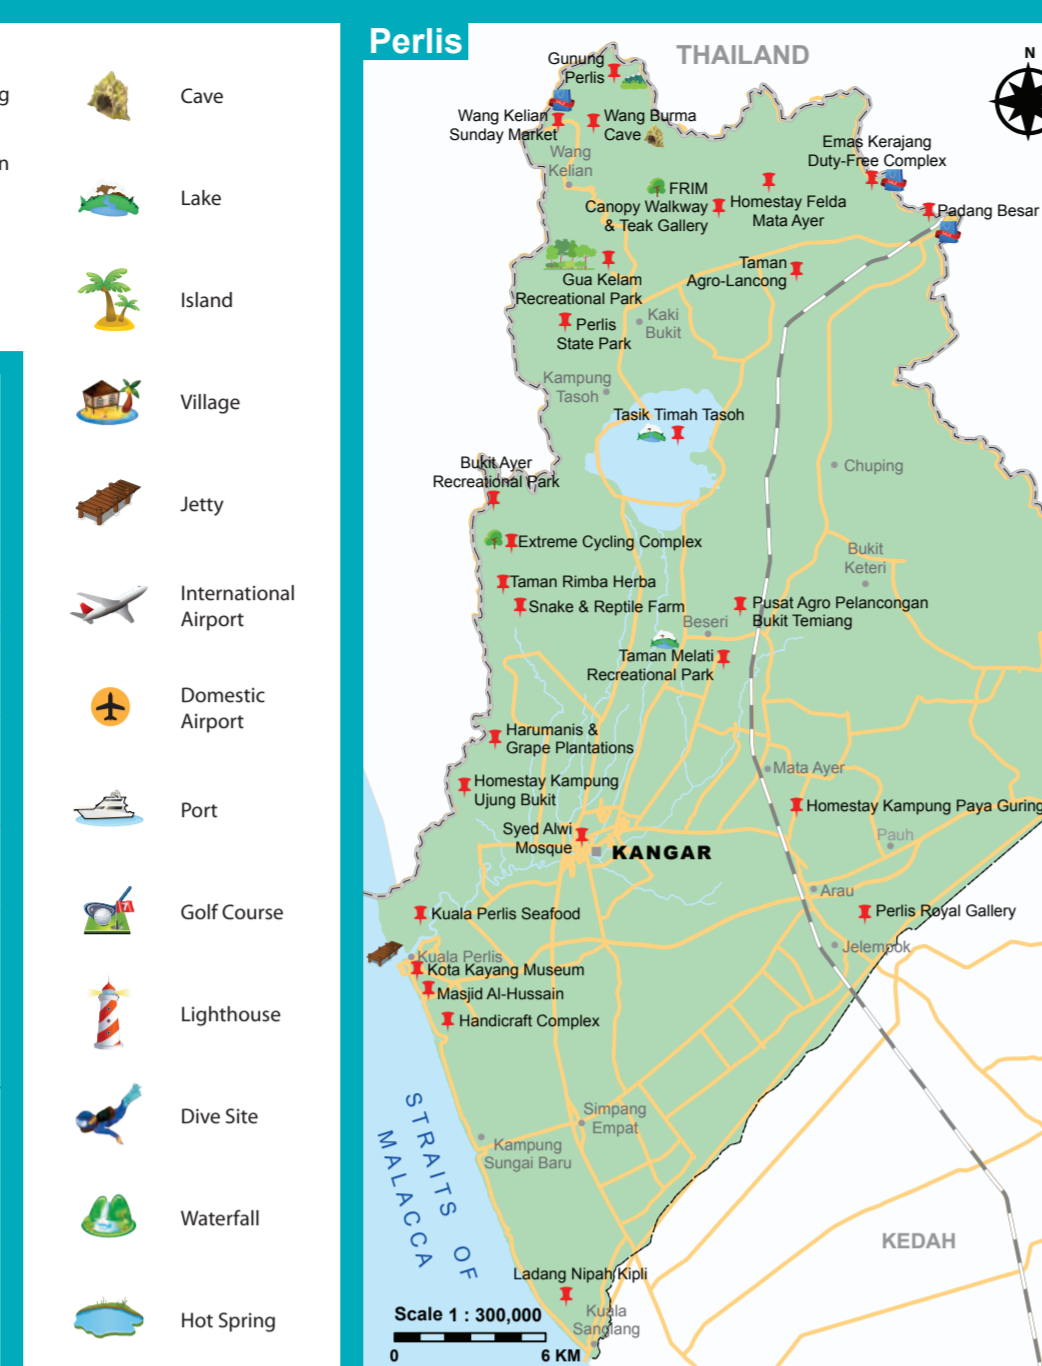 g
n
Cave
Lake
Island
Village
Jetty
International
Airport
Domestic
Airport
Port
Golf Course
Lighthouse
Dive Site
Waterfall
Hot Spring
Perlis
THAILAND
N
Gunung
Perlis
Wang Kelian
Sunday Market
Wang Burma
Cave
Wang
Kelian
Emas Kerajang
Duty-Free Complex
FRIM
Canopy Walkway
& Teak Gallery
Homestay Felda
Mata Ayer
Padang Besar
Gua Kelam
Recreational Park
Taman
Agro-Lancong
Perlis
State Park
Kaki
Bukit
Kampung
Tasoh
Tasik Timah Tasoh
Bukit Ayer
Recreational Park
Chuping
Extreme Cycling Complex
Bukit
Keteri
Taman Rimba Herba
Snake & Reptile Farm
Pusat Agro Pelancongan
Bukit Temiang
Beseri
Taman Melati
Recreational Park
Harumanis &
Grape Plantations
Mata Ayer
Homestay Kampung
Ujung Bukit
Homestay Kampung Paya Guring
Syed Alwi
Mosque
KANGAR
Pauh
Arau
Kuala Perlis Seafood
Perlis Royal Gallery
Jelempok
Kuala Perlis
Kota Kayang Museum
Masjid Al-Hussain
Handicraft Complex
STRAITS OF
MALACCA
Simpang
Empat
Kampung
Sungai Baru
KEDAH
Ladang Nipah Kipli
Kuala
Sanglang
Scale 1 : 300,000
0 6 KM